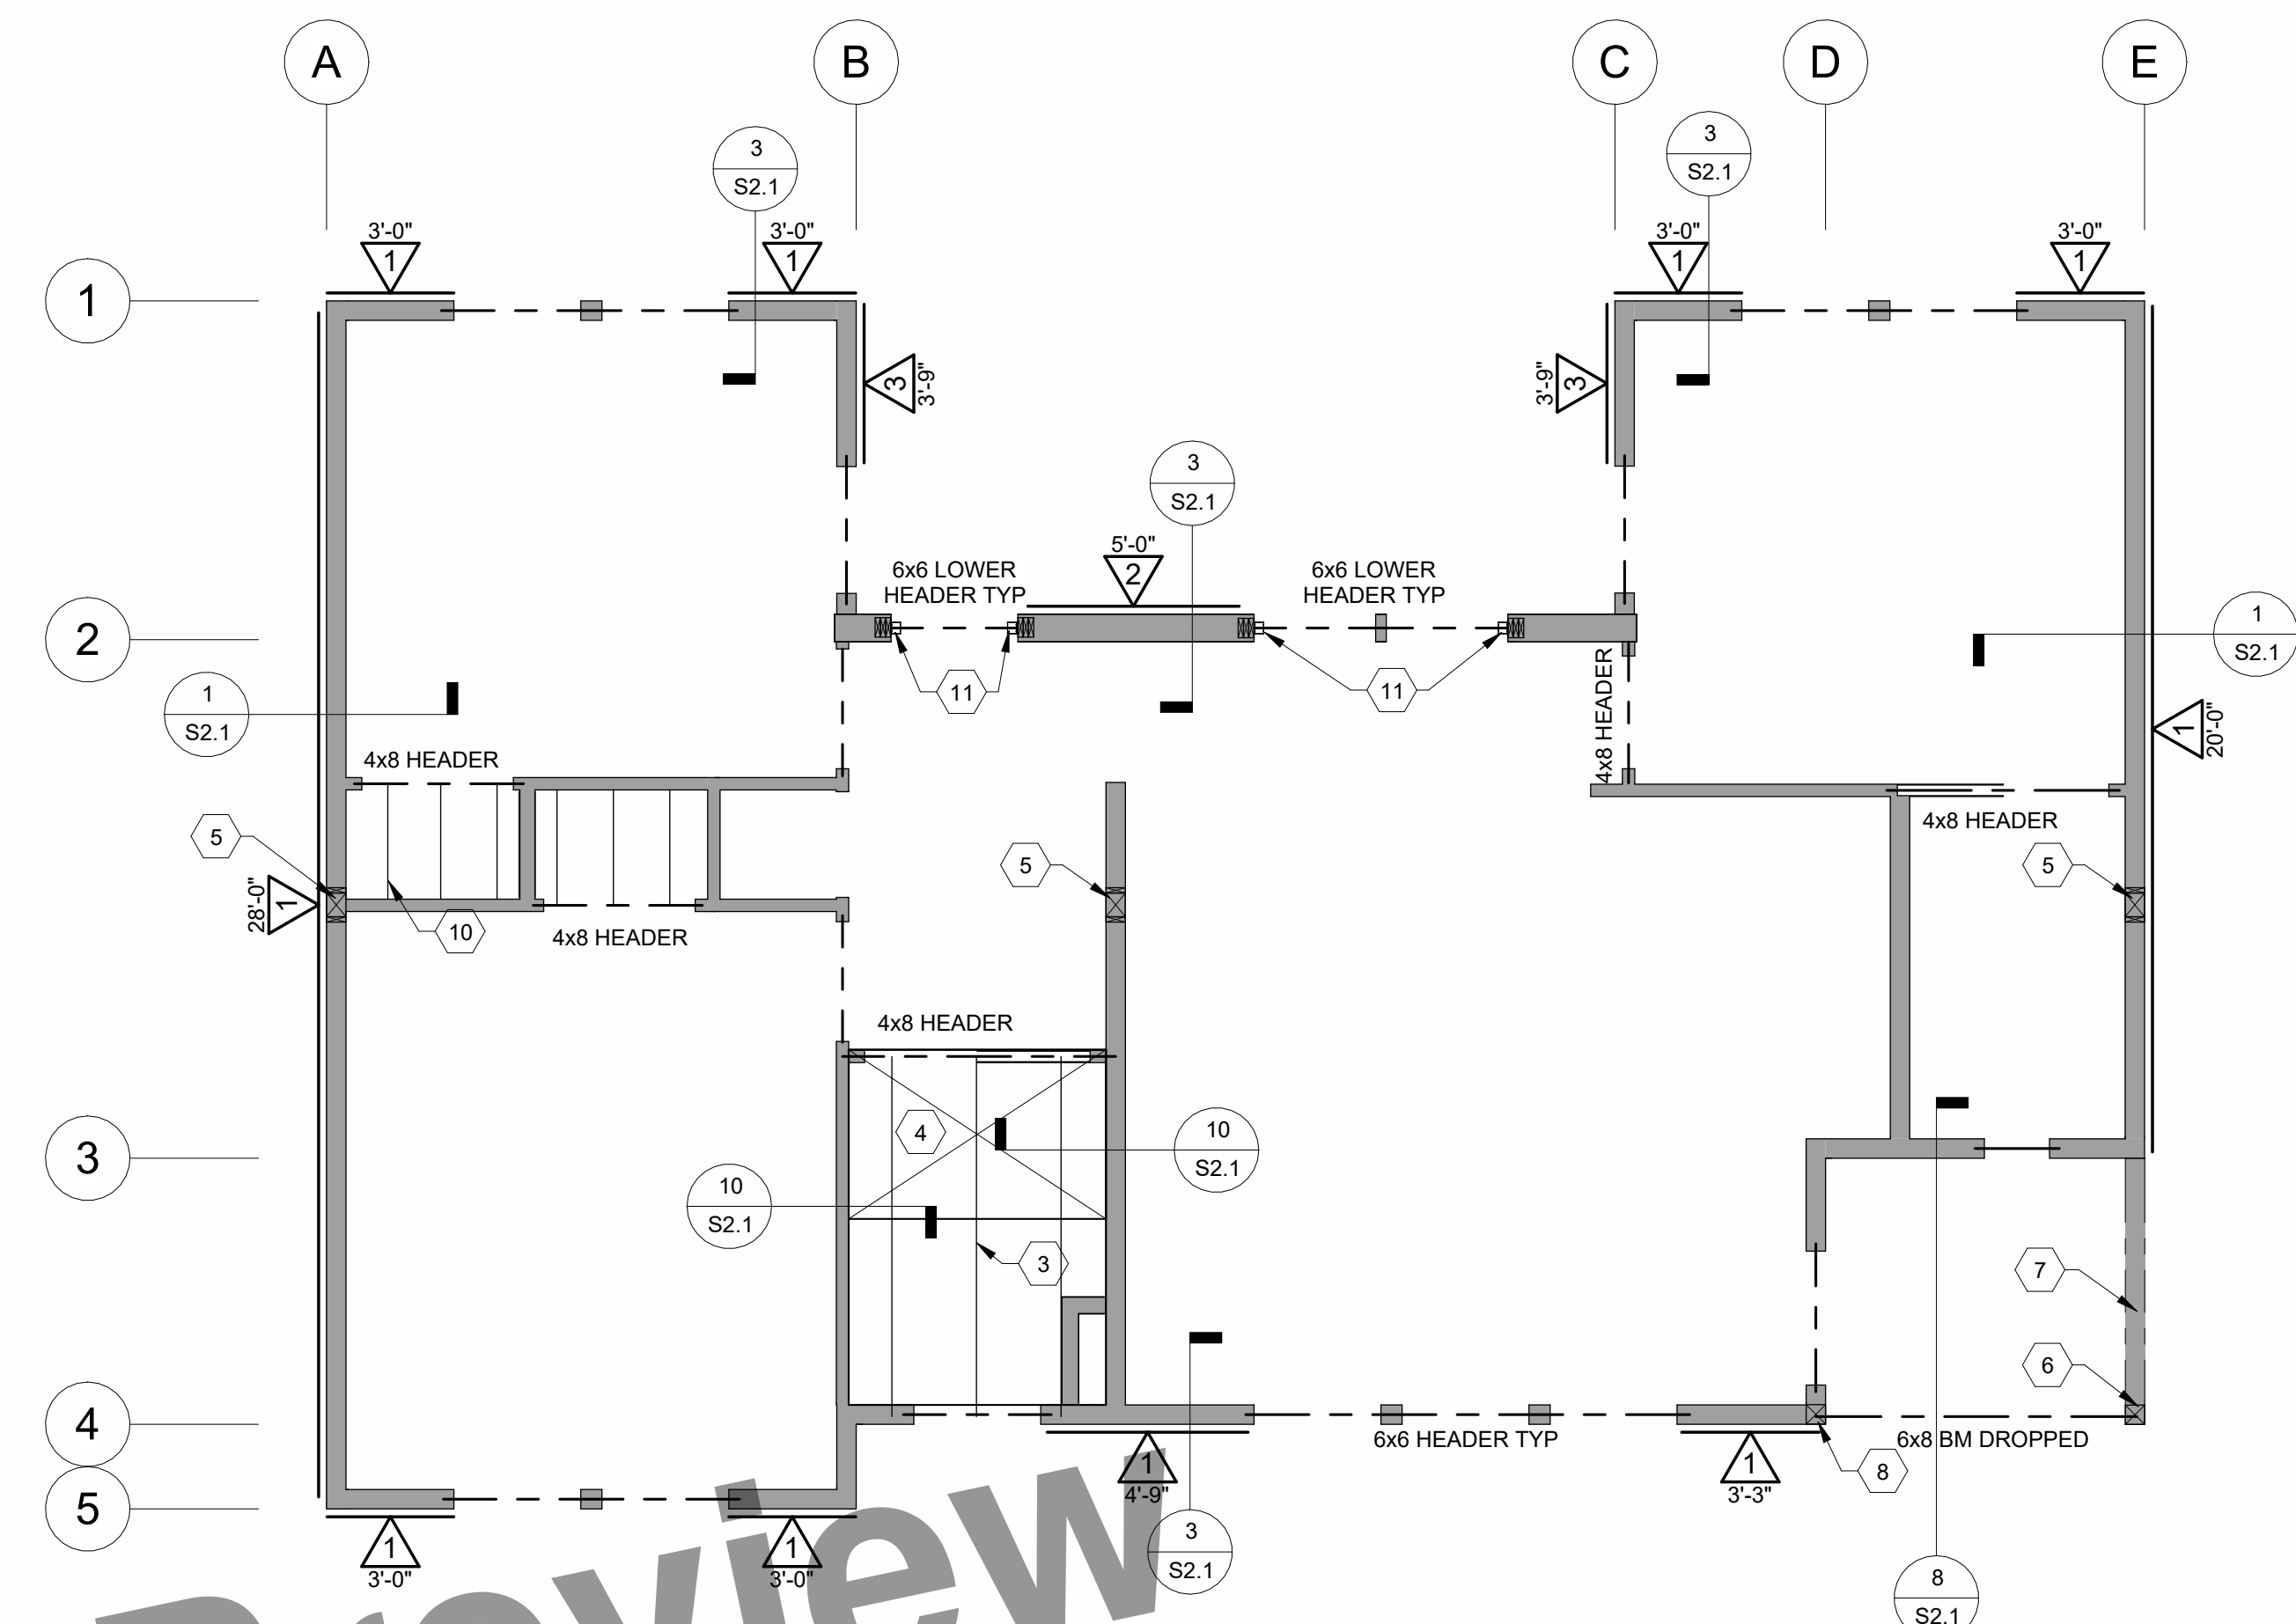 A
B
C
D
E
3
S2.1
3
S2.1
3'-0"
1
3'-0"
1
3'-0"
1
3'-0"
1
1
3
3'-9"
3'-9"
3
3
S2.1
5'-0"
2
6x6 LOWER
HEADER TYP
6x6 LOWER
HEADER TYP
2
1
S2.1
11
11
4x8 HEADER
1
S2.1
1
20'-0"
4x8 HEADER
4x8 HEADER
5
5
5
28'-0"
1
10
4x8 HEADER
4x8 HEADER
4
10
S2.1
3
10
S2.1
3
7
6
4
6x6 HEADER TYP
6x8 BM DROPPED
8
1
4'-9"
1
3'-3"
5
1
3'-0"
1
3'-0"
3
S2.1
8
S2.1
Preview